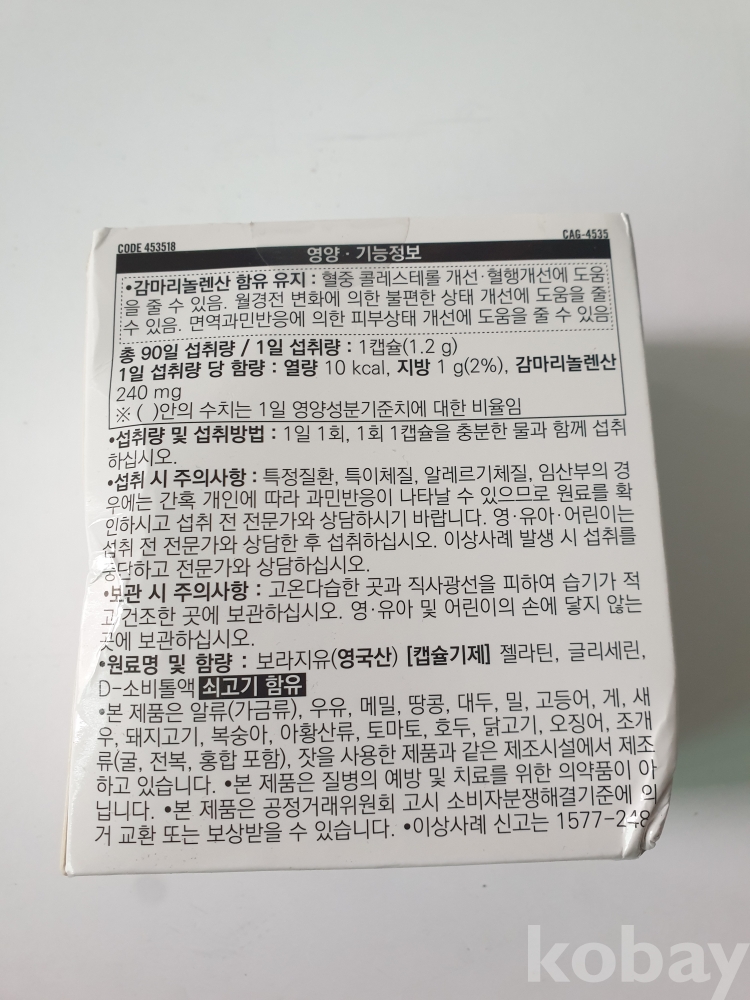 CODE 453518
CAG-4535
영양·기능정보
•감마리놀렌산 함유 유지 : 혈중 콜레스테롤 개선·혈행개선에 도움
을 줄 수 있음. 월경전 변화에 의한 불편한 상태 개선에 도움을 줄
수 있음. 면역과민반응에 의한 피부상태 개선에 도움을 줄 수 있음
총 90일 섭취량 / 1일 섭취량 : 1캡슐(1.2 g)
1일 섭취량 당 함량 : 열량 10 kcal, 지방 1 g(2%), 감마리놀렌산
240 mg
※ ( )안의 수치는 1일 영양성분기준치에 대한 비율임
•섭취량 및 섭취방법 : 1일 1회, 1회 1캡슐을 충분한 물과 함께 섭취
하십시오.
•섭취 시 주의사항 : 특정질환, 특이체질, 알레르기체질, 임산부의 경
우에는 간혹 개인에 따라 과민반응이 나타날 수 있으므로 원료를 확
인하시고 섭취 전 전문가와 상담하시기 바랍니다. 영·유아·어린이는
섭취 전 전문가와 상담한 후 섭취하십시오. 이상사례 발생 시 섭취를
중단하고 전문가와 상담하십시오.
•보관 시 주의사항 : 고온다습한 곳과 직사광선을 피하여 습기가 적
고 건조한 곳에 보관하십시오. 영·유아 및 어린이의 손에 닿지 않는
곳에 보관하십시오.
•원료명 및 함량 : 보라지유(영국산) [캡슐기제] 젤라틴, 글리세린,
D-소비톨액 쇠고기 함유
•본 제품은 알류(가금류), 우유, 메밀, 땅콩, 대두, 밀, 고등어, 게, 새
우, 돼지고기, 복숭아, 아황산류, 토마토, 호두, 닭고기, 오징어, 조개
류(굴, 전복, 홍합 포함), 잣을 사용한 제품과 같은 제조시설에서 제조
하고 있습니다. •본 제품은 질병의 예방 및 치료를 위한 의약품이 아
닙니다. •본 제품은 공정거래위원회 고시 소비자분쟁해결기준에 의
거 교환 또는 보상받을 수 있습니다. •이상사례 신고는 1577-248
kobay